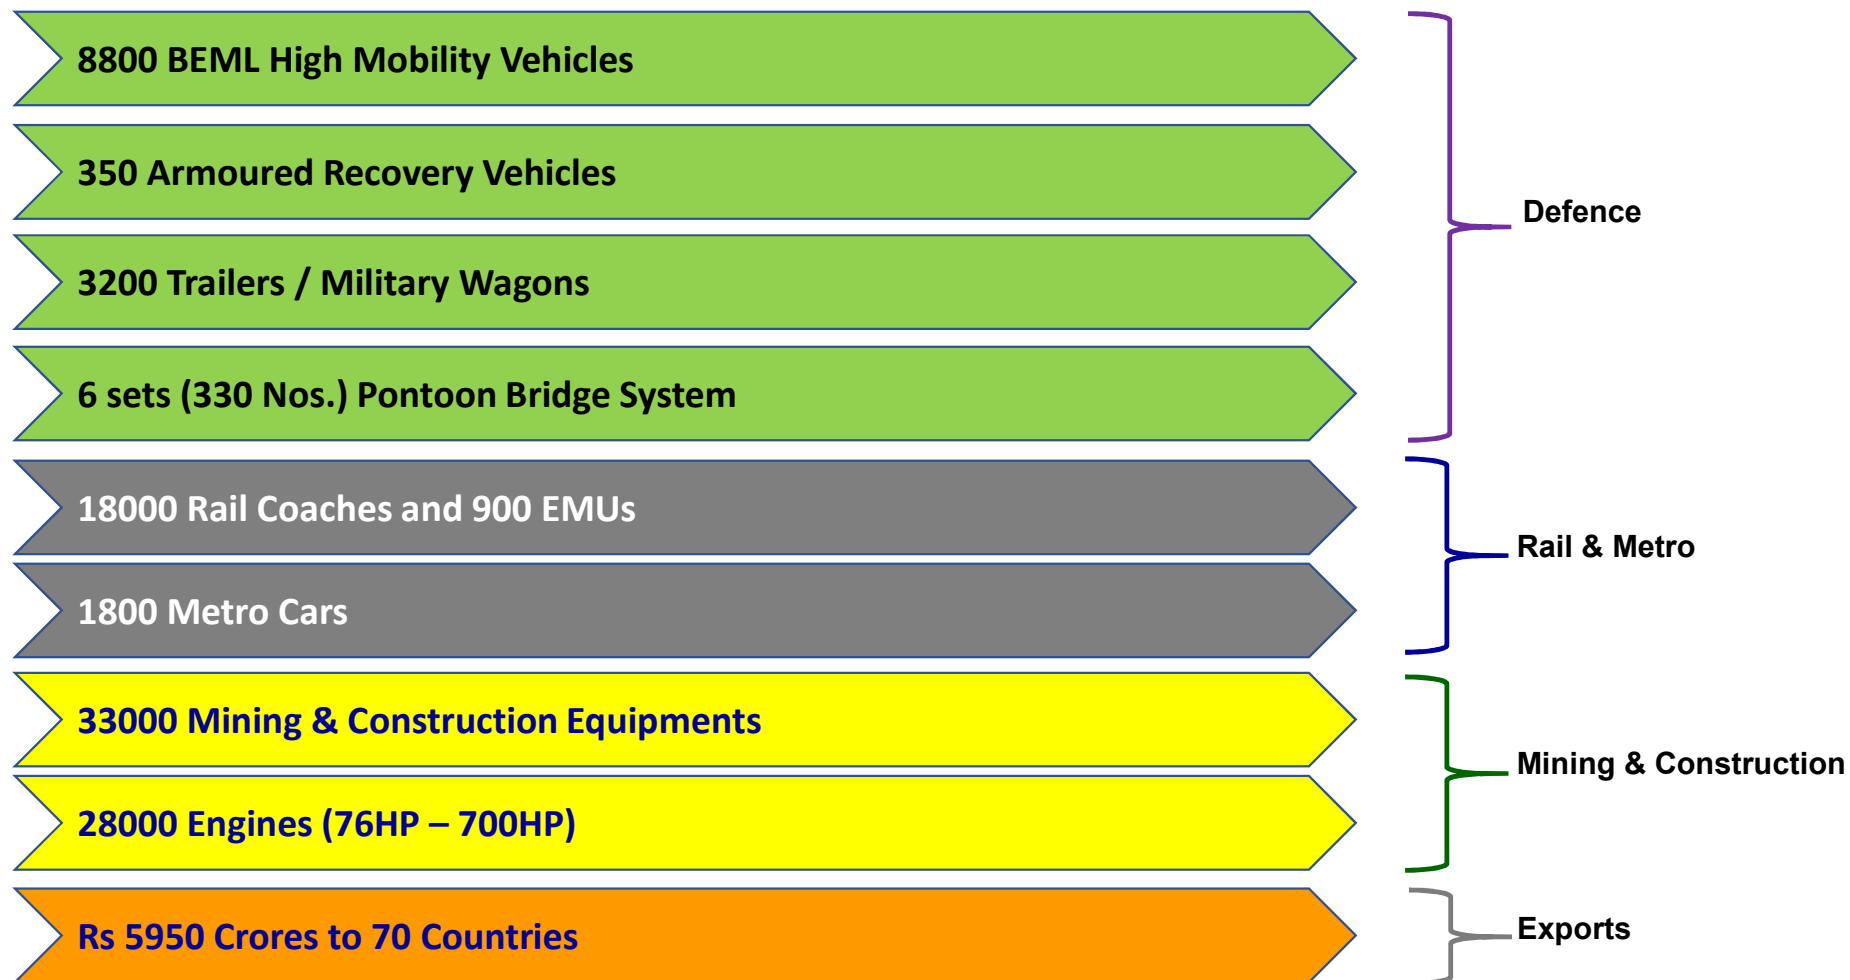 8800 BEML High Mobility Vehicles
350 Armoured Recovery Vehicles
3200 Trailers / Military Wagons
6 sets (330 Nos.) Pontoon Bridge System
Defence
18000 Rail Coaches and 900 EMUs
1800 Metro Cars
Rail & Metro
33000 Mining & Construction Equipments
28000 Engines (76HP – 700HP)
Mining & Construction
Rs 5950 Crores to 70 Countries
Exports